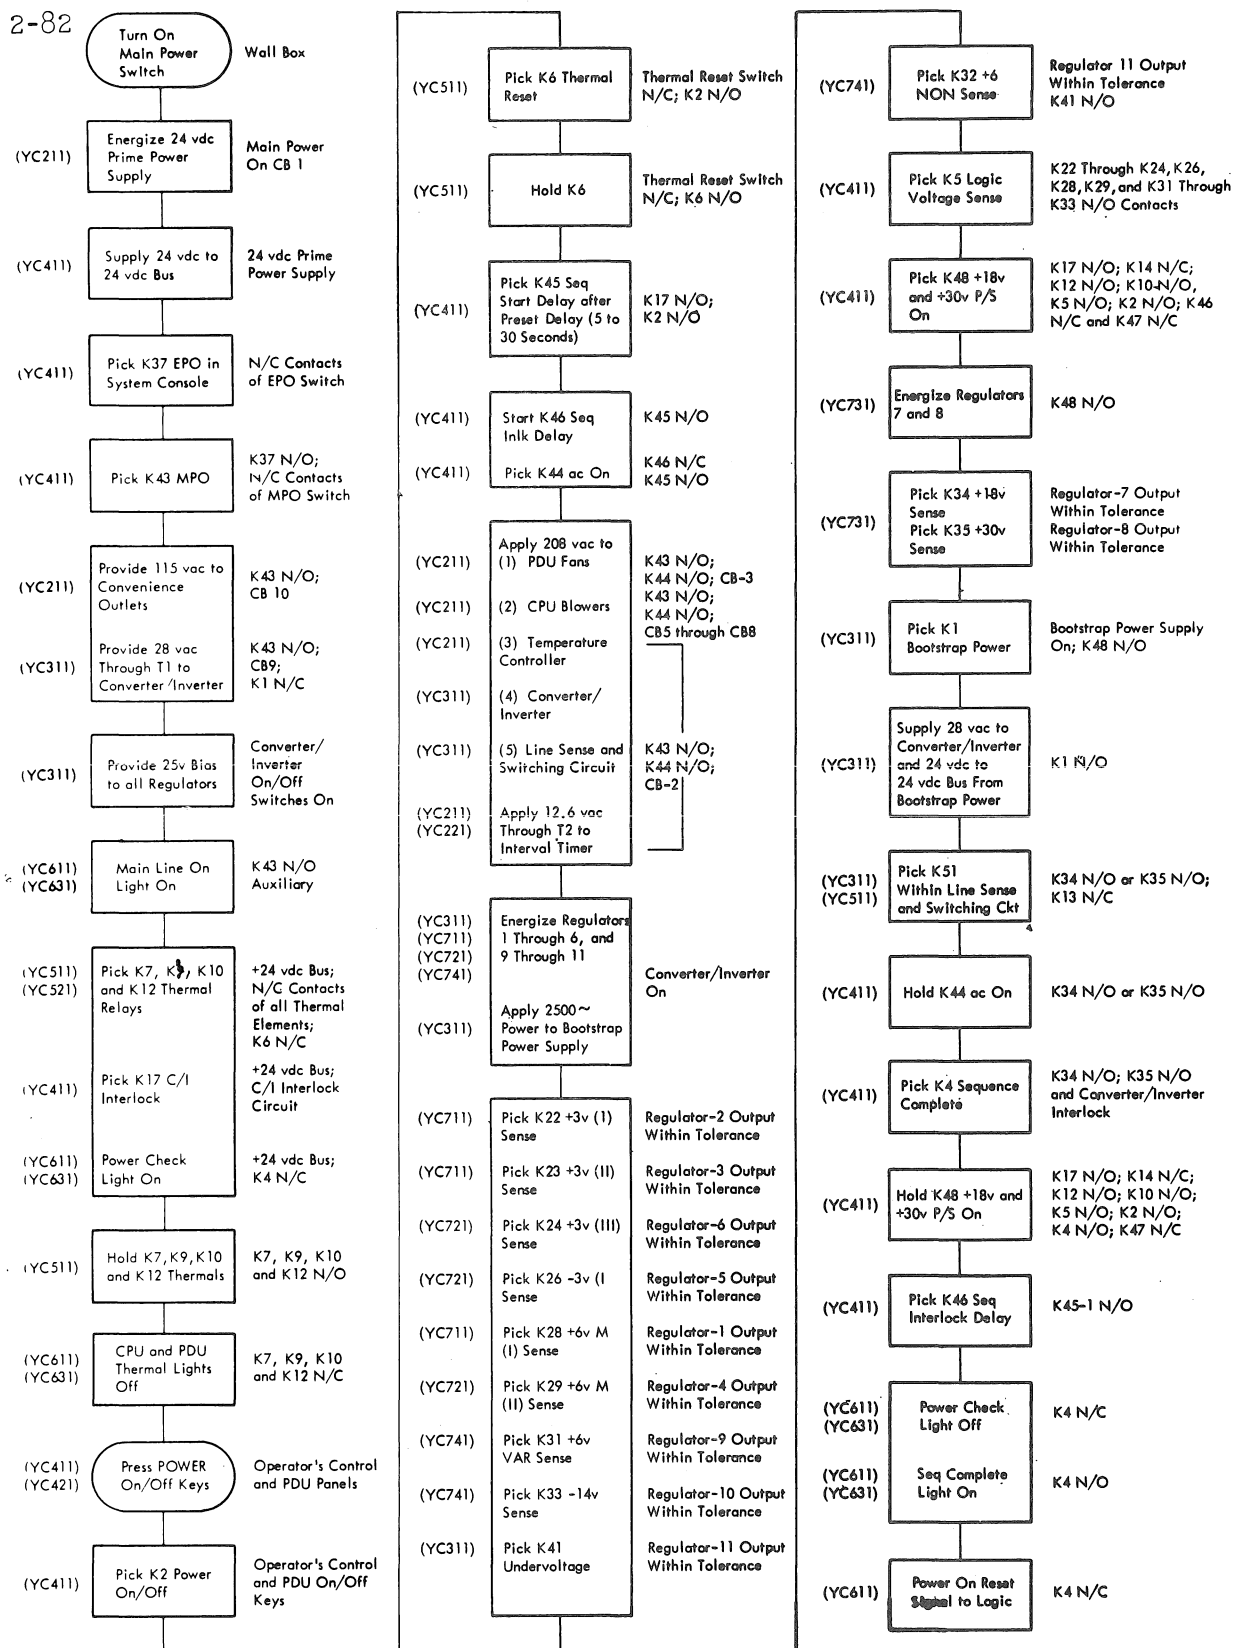 2-82
Turn On
Main Power
Switch
Wall Box
(YC211)
Energize 24 vdc
Prime Power
Supply
Main Power
On CB 1
(YC411)
Supply 24 vdc to
24 vdc Bus
24 vdc Prime
Power Supply
(YC411)
Pick K37 EPO in
System Console
N/C Contacts
of EPO Switch
(YC411)
Pick K43 MPO
K37 N/O;
N/C Contacts
of MPO Switch
(YC211)
Provide 115 vac to
Convenience
Outlets
K43 N/O;
CB 10
(YC311)
Provide 28 vac
Through T1 to
Converter/Inverter
K43 N/O;
CB9;
K1 N/C
(YC311)
Provide 25v Bias
to all Regulators
Converter/
Inverter
On/Off
Switches On
(YC611)
(YC631)
Main Line On
Light On
K43 N/O
Auxiliary
(YC511)
(YC521)
Pick K7, K9, K10
and K12 Thermal
Relays
+24 vdc Bus;
N/C Contacts
of all Thermal
Elements;
K6 N/C
(YC411)
Pick K17 C/I
Interlock
+24 vdc Bus;
C/I Interlock
Circuit
(YC611)
(YC631)
Power Check
Light On
+24 vdc Bus;
K4 N/C
(YC511)
Hold K7, K9, K10
and K12 Thermals
K7, K9, K10
and K12 N/O
(YC611)
(YC631)
CPU and PDU
Thermal Lights
Off
K7, K9, K10
and K12 N/C
(YC411)
(YC421)
Press POWER
On/Off Keys
Operator's Control
and PDU Panels
(YC411)
Pick K2 Power
On/Off
Operator's Control
and PDU On/Off
Keys
(YC511)
Pick K6 Thermal
Reset
Thermal Reset Switch
N/C; K2 N/O
(YC511)
Hold K6
Thermal Reset Switch
N/C; K6 N/O
(YC411)
Pick K45 Seq
Start Delay after
Preset Delay (5 to
30 Seconds)
K17 N/O;
K2 N/O
(YC411)
Start K46 Seq
Inlk Delay
K45 N/O
(YC411)
Pick K44 ac On
K46 N/C
K45 N/O
Apply 208 vac to
(YC211)
(1) PDU Fans
K43 N/O;
K44 N/O; CB-3
(YC211)
(2) CPU Blowers
K43 N/O;
K44 N/O;
CB5 through CB8
(YC211)
(3) Temperature
Controller
(YC311)
(4) Converter/
Inverter
(YC311)
(5) Line Sense and
Switching Circuit
K43 N/O;
K44 N/O;
CB-2
(YC211)
(YC221)
Apply 12.6 vac
Through T2 to
Interval Timer
(YC311)
(YC711)
(YC721)
(YC741)
Energize Regulators
1 Through 6, and
9 Through 11
Converter/Inverter
On
(YC311)
Apply 2500~
Power to Bootstrap
Power Supply
(YC711)
Pick K22 +3v (I)
Sense
Regulator-2 Output
Within Tolerance
(YC711)
Pick K23 +3v (II)
Sense
Regulator-3 Output
Within Tolerance
(YC721)
Pick K24 +3v (III)
Sense
Regulator-6 Output
Within Tolerance
(YC721)
Pick K26 -3v (I
Sense
Regulator-5 Output
Within Tolerance
(YC711)
Pick K28 +6v M
(I) Sense
Regulator-1 Output
Within Tolerance
(YC721)
Pick K29 +6v M
(II) Sense
Regulator-4 Output
Within Tolerance
(YC741)
Pick K31 +6v
VAR Sense
Regulator-9 Output
Within Tolerance
(YC741)
Pick K33 -14v
Sense
Regulator-10 Output
Within Tolerance
(YC311)
Pick K41
Undervoltage
Regulator-11 Output
Within Tolerance
(YC741)
Pick K32 +6
NON Sense
Regulator 11 Output
Within Tolerance
K41 N/O
(YC411)
Pick K5 Logic
Voltage Sense
K22 Through K24, K26,
K28, K29, and K31 Through
K33 N/O Contacts
(YC411)
Pick K48 +18v
and +30v P/S
On
K17 N/O; K14 N/C;
K12 N/O; K10 N/O,
K5 N/O; K2 N/O; K46
N/C and K47 N/C
(YC731)
Energize Regulators
7 and 8
K48 N/O
(YC731)
Pick K34 +18v
Sense
Pick K35 +30v
Sense
Regulator-7 Output
Within Tolerance
Regulator-8 Output
Within Tolerance
(YC311)
Pick K1
Bootstrap Power
Bootstrap Power Supply
On; K48 N/O
(YC311)
Supply 28 vac to
Converter/Inverter
and 24 vdc to
24 vdc Bus From
Bootstrap Power
K1 N/O
(YC311)
(YC511)
Pick K51
Within Line Sense
and Switching Ckt
K34 N/O or K35 N/O;
K13 N/C
(YC411)
Hold K44 ac On
K34 N/O or K35 N/O
(YC411)
Pick K4 Sequence
Complete
K34 N/O; K35 N/O
and Converter/Inverter
Interlock
(YC411)
Hold K48 +18v and
+30v P/S On
K17 N/O; K14 N/C;
K12 N/O; K10 N/O;
K5 N/O; K2 N/O;
K4 N/O; K47 N/C
(YC411)
Pick K46 Seq
Interlock Delay
K45-1 N/O
(YC611)
(YC631)
Power Check
Light Off
K4 N/C
(YC611)
(YC631)
Seq Complete
Light On
K4 N/O
(YC611)
Power On Reset
Signal to Logic
K4 N/C